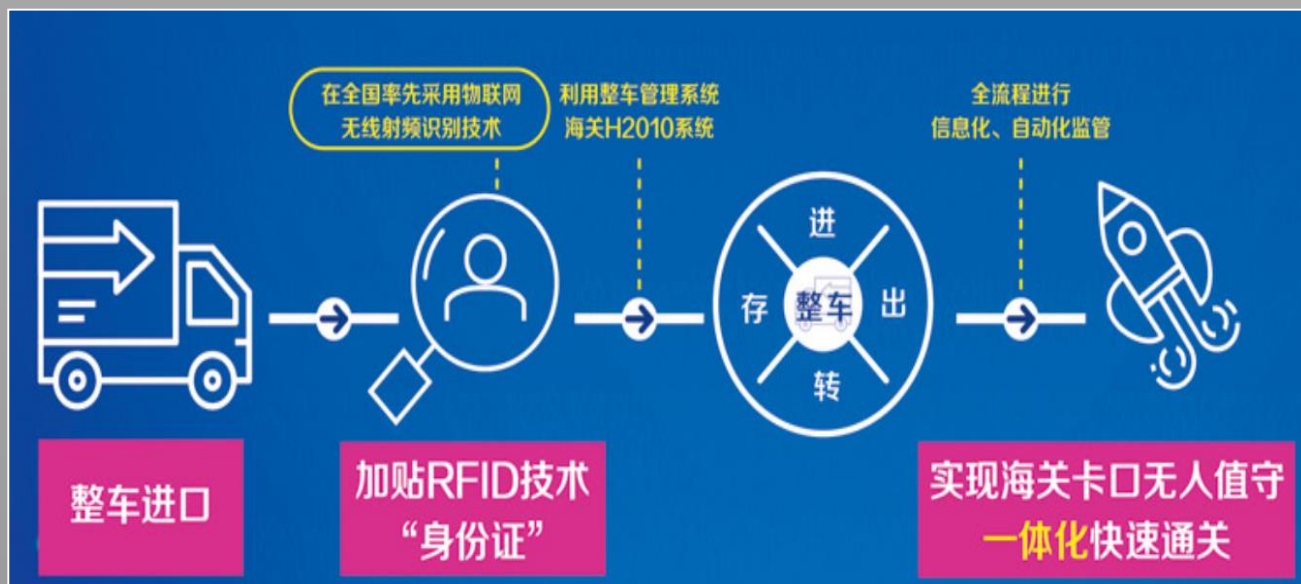 在全国率先采用物联网
无线射频识别技术
利用整车管理系统
海关H2010系统
全流程进行
信息化、自动化监管
进
存
整车
出
转
整车进口
加贴RFID技术
“身份证”
实现海关卡口无人值守
一体化快速通关